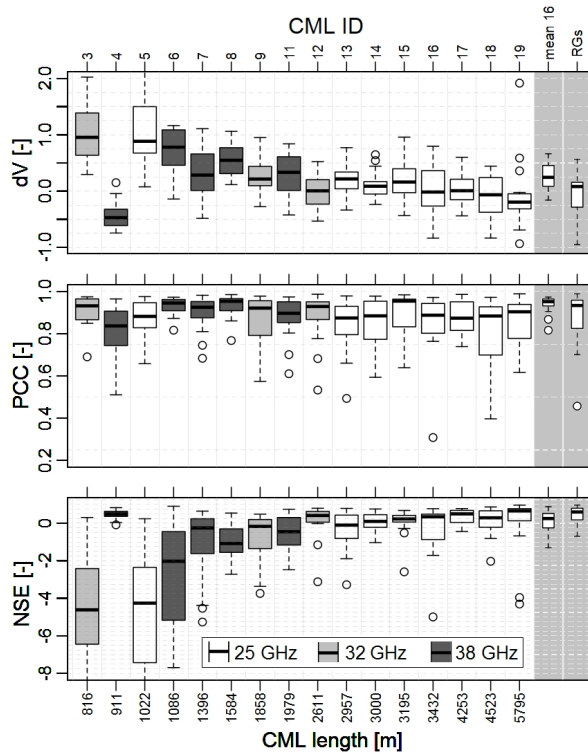 CML ID
3 4 5 6 7 8 9 11 12 13 14 15 16 17 18 19 mean 16 RGs
dV [-]
2.0
1.0
0.0
-1.0
PCC [-]
1.0
0.8
0.6
0.4
0.2
NSE [-]
0
-2
-4
-6
-8
25 GHz 32 GHz 38 GHz
816 911 1022 1086 1396 1584 1858 1979 2611 2957 3000 3195 3432 4253 4523 5795
CML length [m]